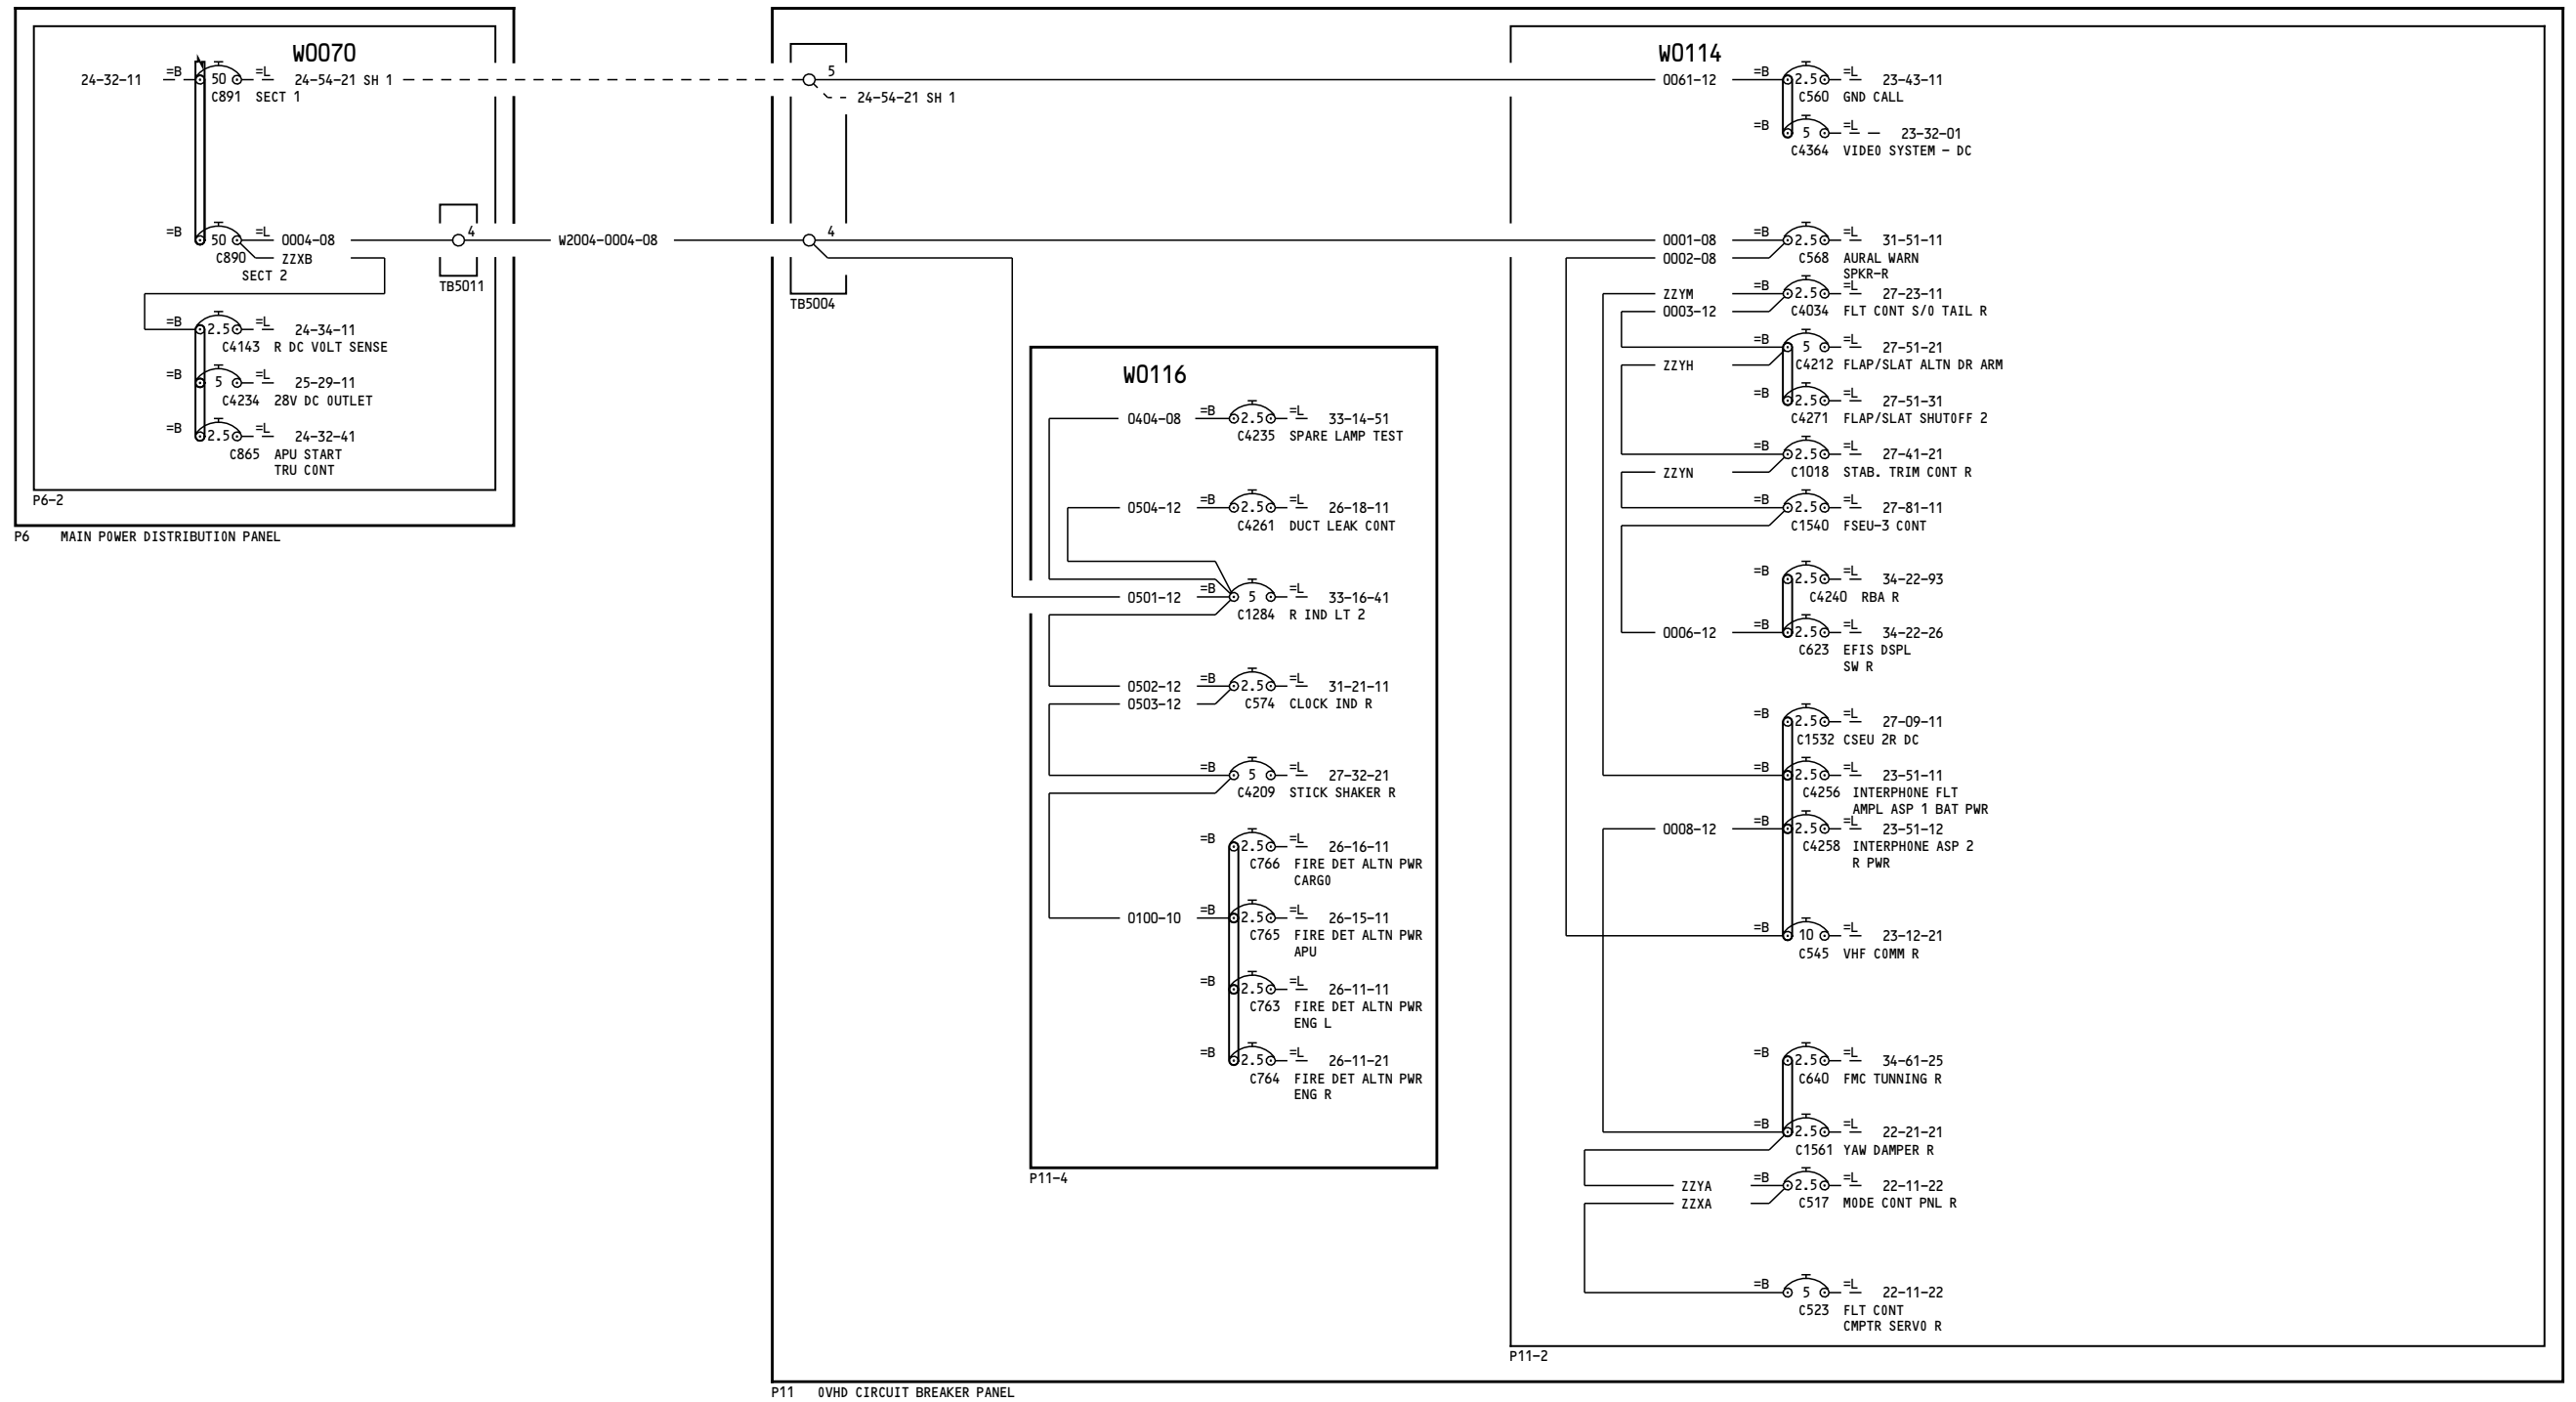 W0070
24-32-11 =B 50 =L 24-54-21 SH 1
C891 SECT 1
=B 50 =L 0004-08 4
C890 ZZXB
SECT 2
TB5011
=B 2.5 =L 24-34-11
C4143 R DC VOLT SENSE
=B 5 =L 25-29-11
C4234 28V DC OUTLET
=B 2.5 =L 24-32-41
C865 APU START
TRU CONT
P6-2
P6 MAIN POWER DISTRIBUTION PANEL
W2004-0004-08
5
24-54-21 SH 1
4
TB5004
W0116
0404-08 =B 2.5 =L 33-14-51
C4235 SPARE LAMP TEST
0504-12 =B 2.5 =L 26-18-11
C4261 DUCT LEAK CONT
0501-12 =B 5 =L 33-16-41
C1284 R IND LT 2
0502-12 =B 2.5 =L 31-21-11
0503-12 C574 CLOCK IND R
=B 5 =L 27-32-21
C4209 STICK SHAKER R
=B 2.5 =L 26-16-11
C766 FIRE DET ALTN PWR
CARGO
0100-10 =B 2.5 =L 26-15-11
C765 FIRE DET ALTN PWR
APU
=B 2.5 =L 26-11-11
C763 FIRE DET ALTN PWR
ENG L
=B 2.5 =L 26-11-21
C764 FIRE DET ALTN PWR
ENG R
P11-4
W0114
0061-12 =B 2.5 =L 23-43-11
C560 GND CALL
=B 5 =L 23-32-01
C4364 VIDEO SYSTEM - DC
0001-08 =B 2.5 =L 31-51-11
0002-08 C568 AURAL WARN
SPKR-R
ZZYM =B 2.5 =L 27-23-11
0003-12 C4034 FLT CONT S/O TAIL R
=B 5 =L 27-51-21
ZZYH C4212 FLAP/SLAT ALTN DR ARM
=B 2.5 =L 27-51-31
C4271 FLAP/SLAT SHUTOFF 2
=B 2.5 =L 27-41-21
ZZYN C1018 STAB. TRIM CONT R
=B 2.5 =L 27-81-11
C1540 FSEU-3 CONT
=B 2.5 =L 34-22-93
C4240 RBA R
0006-12 =B 2.5 =L 34-22-26
C623 EFIS DSPL
SW R
=B 2.5 =L 27-09-11
C1532 CSEU 2R DC
=B 2.5 =L 23-51-11
C4256 INTERPHONE FLT
AMPL ASP 1 BAT PWR
0008-12 =B 2.5 =L 23-51-12
C4258 INTERPHONE ASP 2
R PWR
=B 10 =L 23-12-21
C545 VHF COMM R
=B 2.5 =L 34-61-25
C640 FMC TUNNING R
=B 2.5 =L 22-21-21
C1561 YAW DAMPER R
ZZYA =B 2.5 =L 22-11-22
ZZXA C517 MODE CONT PNL R
=B 5 =L 22-11-22
C523 FLT CONT
CMPTR SERVO R
P11-2
P11 OVHD CIRCUIT BREAKER PANEL